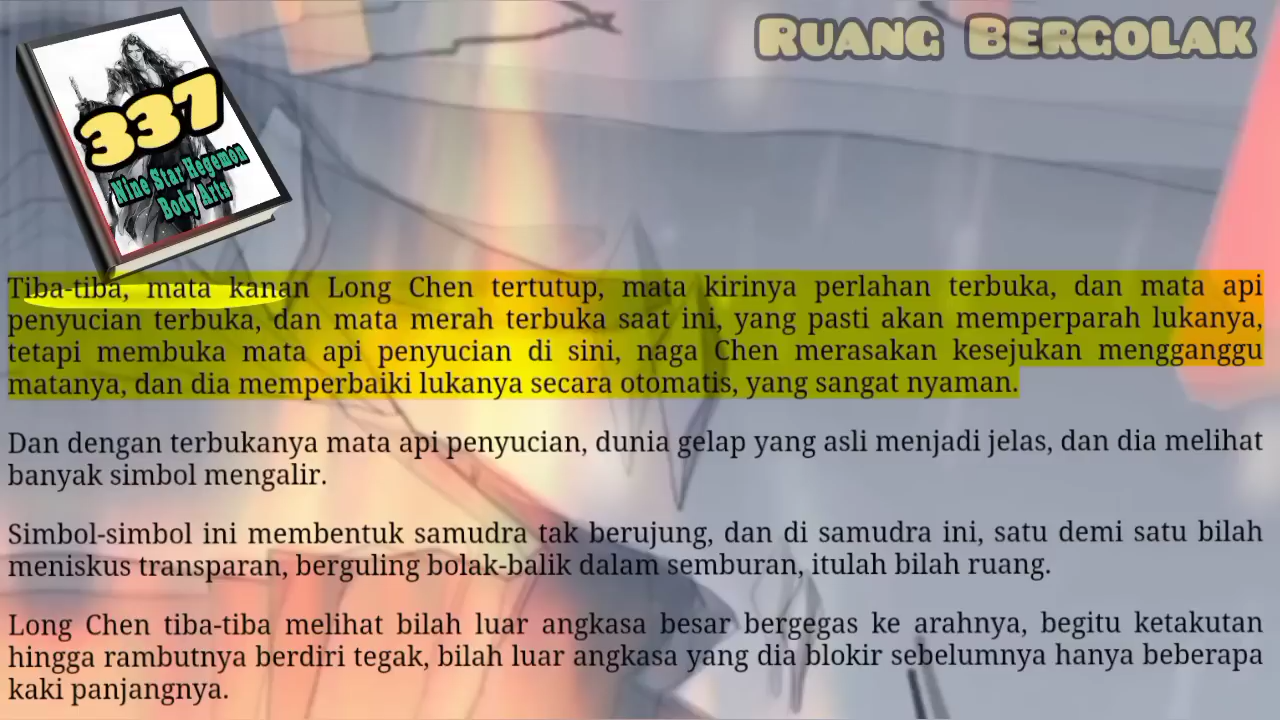 RUANG BERGOLAK
337
Nine Star Hegemon
Body Arts
Tiba-tiba, mata kanan Long Chen tertutup, mata kirinya perlahan terbuka, dan mata api
penyucian terbuka, dan mata merah terbuka saat ini, yang pasti akan memperparah lukanya,
tetapi membuka mata api penyucian di sini, naga Chen merasakan kesejukan mengganggu
matanya, dan dia memperbaiki lukanya secara otomatis, yang sangat nyaman.
Dan dengan terbukanya mata api penyucian, dunia gelap yang asli menjadi jelas, dan dia melihat
banyak simbol mengalir.
Simbol-simbol ini membentuk samudra tak berujung, dan di samudra ini, satu demi satu bilah
meniskus transparan, berguling bolak-balik dalam semburan, itulah bilah ruang.
Long Chen tiba-tiba melihat bilah luar angkasa besar bergegas ke arahnya, begitu ketakutan
hingga rambutnya berdiri tegak, bilah luar angkasa yang dia blokir sebelumnya hanya beberapa
kaki panjangnya.